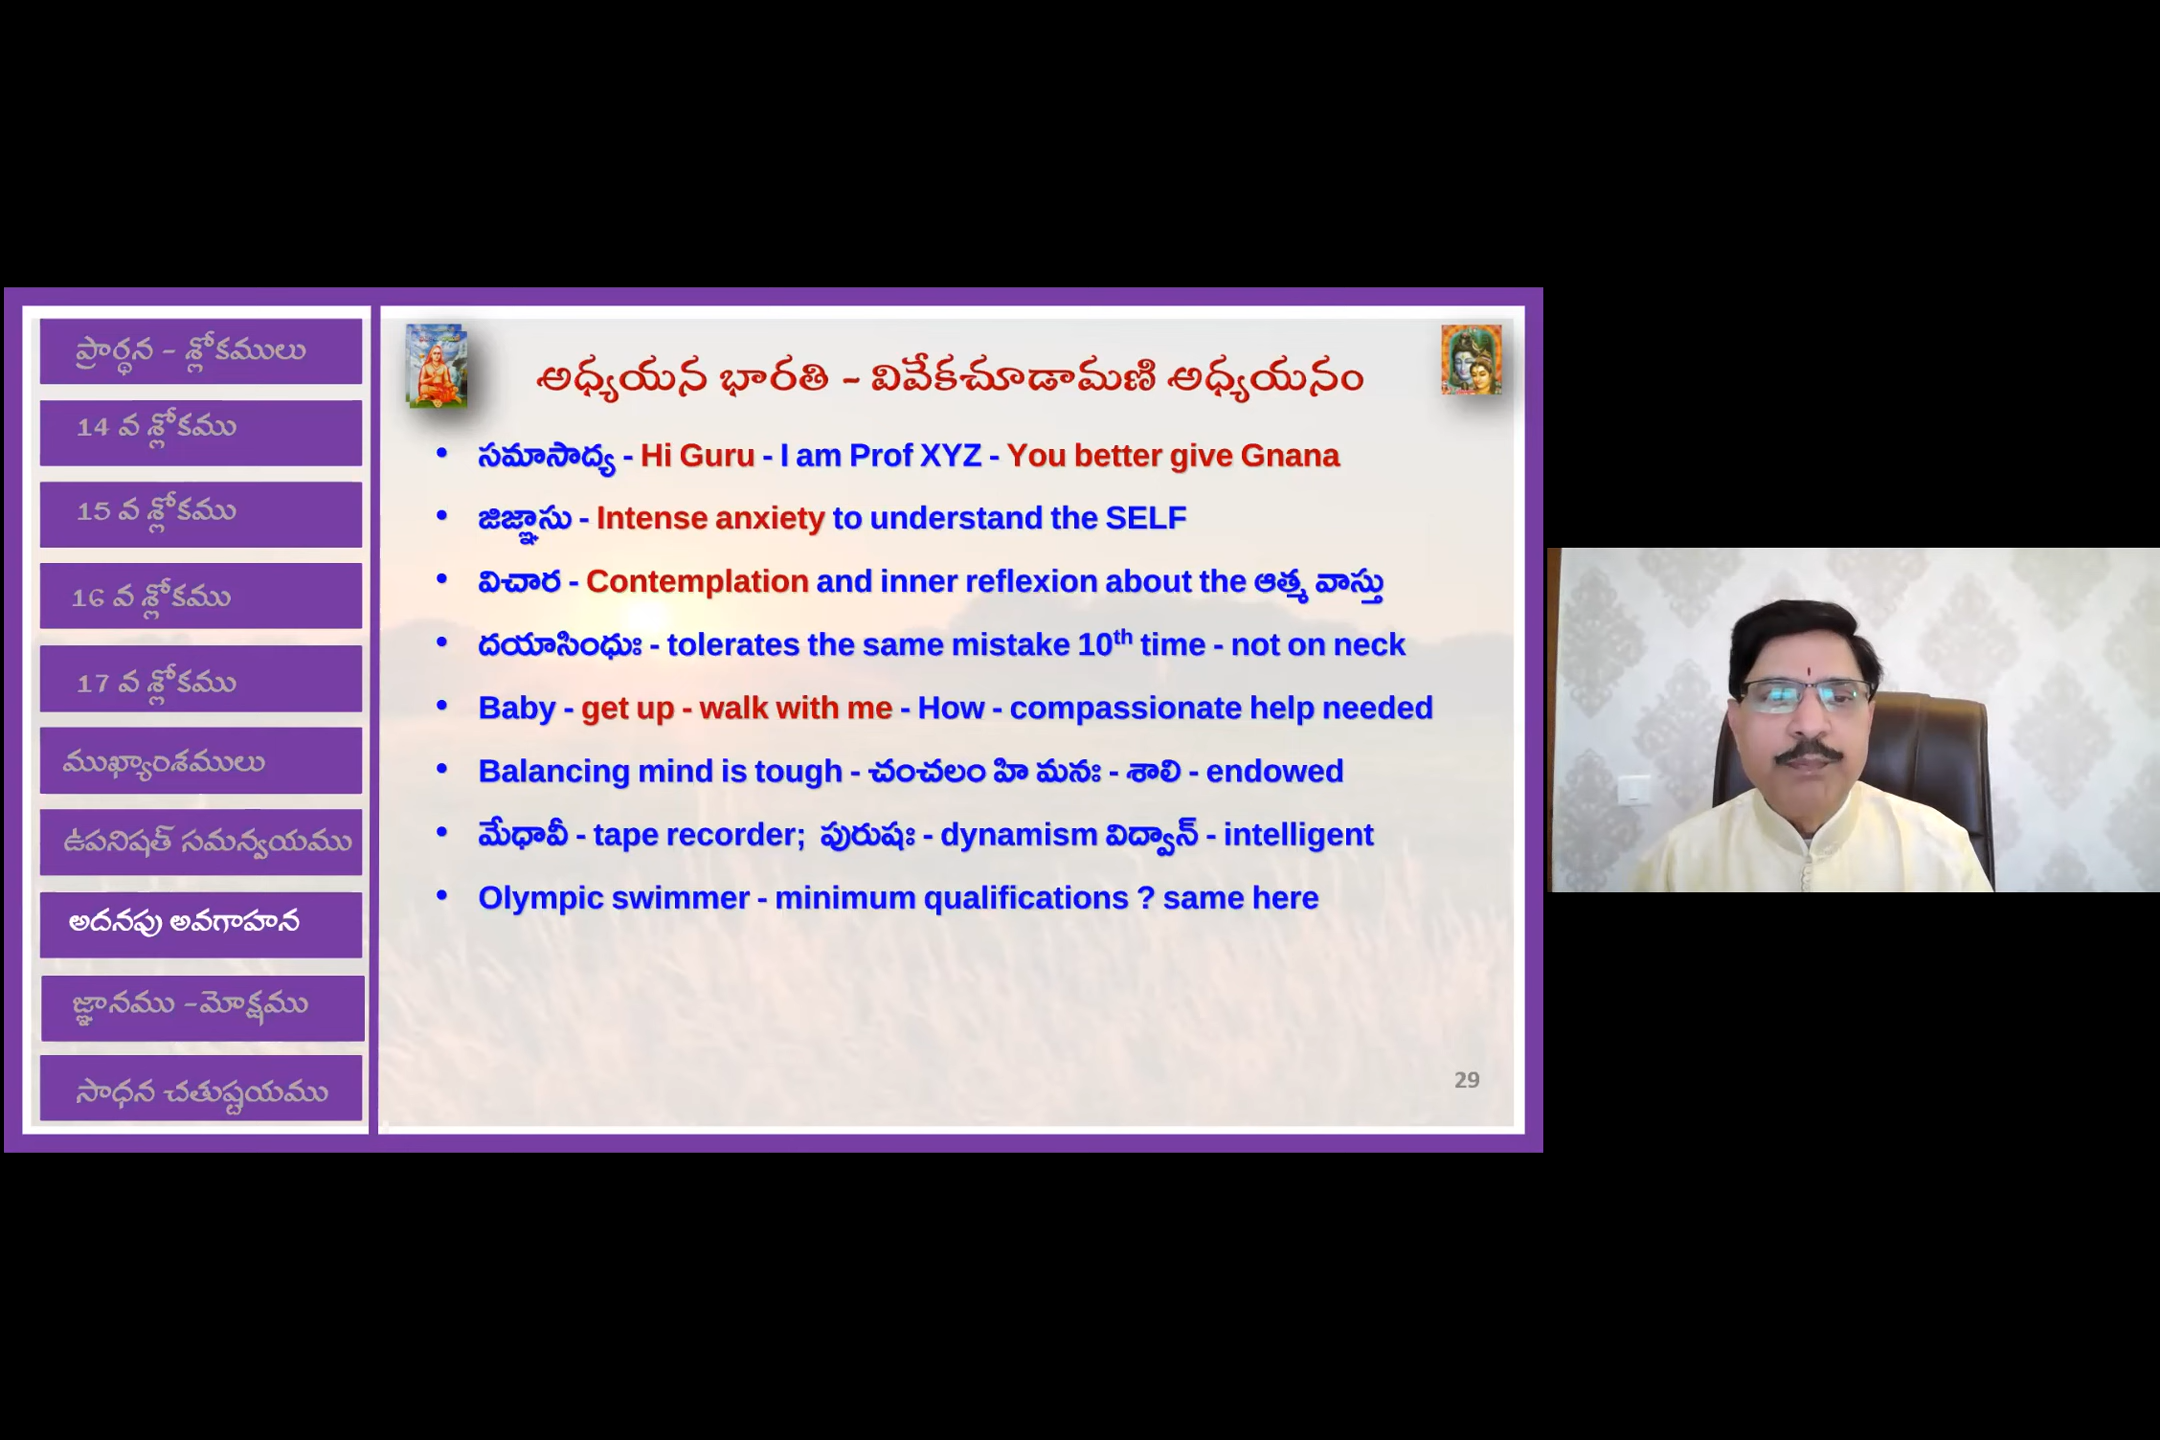 ప్రార్థన - శ్లోకములు
14 వ శ్లోకము
15 వ శ్లోకము
16 వ శ్లోకము
17 వ శ్లోకము
ముఖ్యాంశములు
ఉపనిషత్ సమన్వయము
అదనపు అవగాహన
జ్ఞానము -మోక్షము
సాధన చతుష్టయము
అధ్యయన భారతి - వివేకచూడామణి అధ్యయనం
• సమాసాద్య - Hi Guru - I am Prof XYZ - You better give Gnana
• జిజ్ఞాసు - Intense anxiety to understand the SELF
• విచార - Contemplation and inner reflexion about the ఆత్మ వాస్తు
• దయాసింధుః - tolerates the same mistake 10th time - not on neck
• Baby - get up - walk with me - How - compassionate help needed
• Balancing mind is tough - చంచలం హి మనః - శాలి - endowed
• మేధావీ - tape recorder; పురుషః - dynamism విద్వాన్ - intelligent
• Olympic swimmer - minimum qualifications ? same here
29